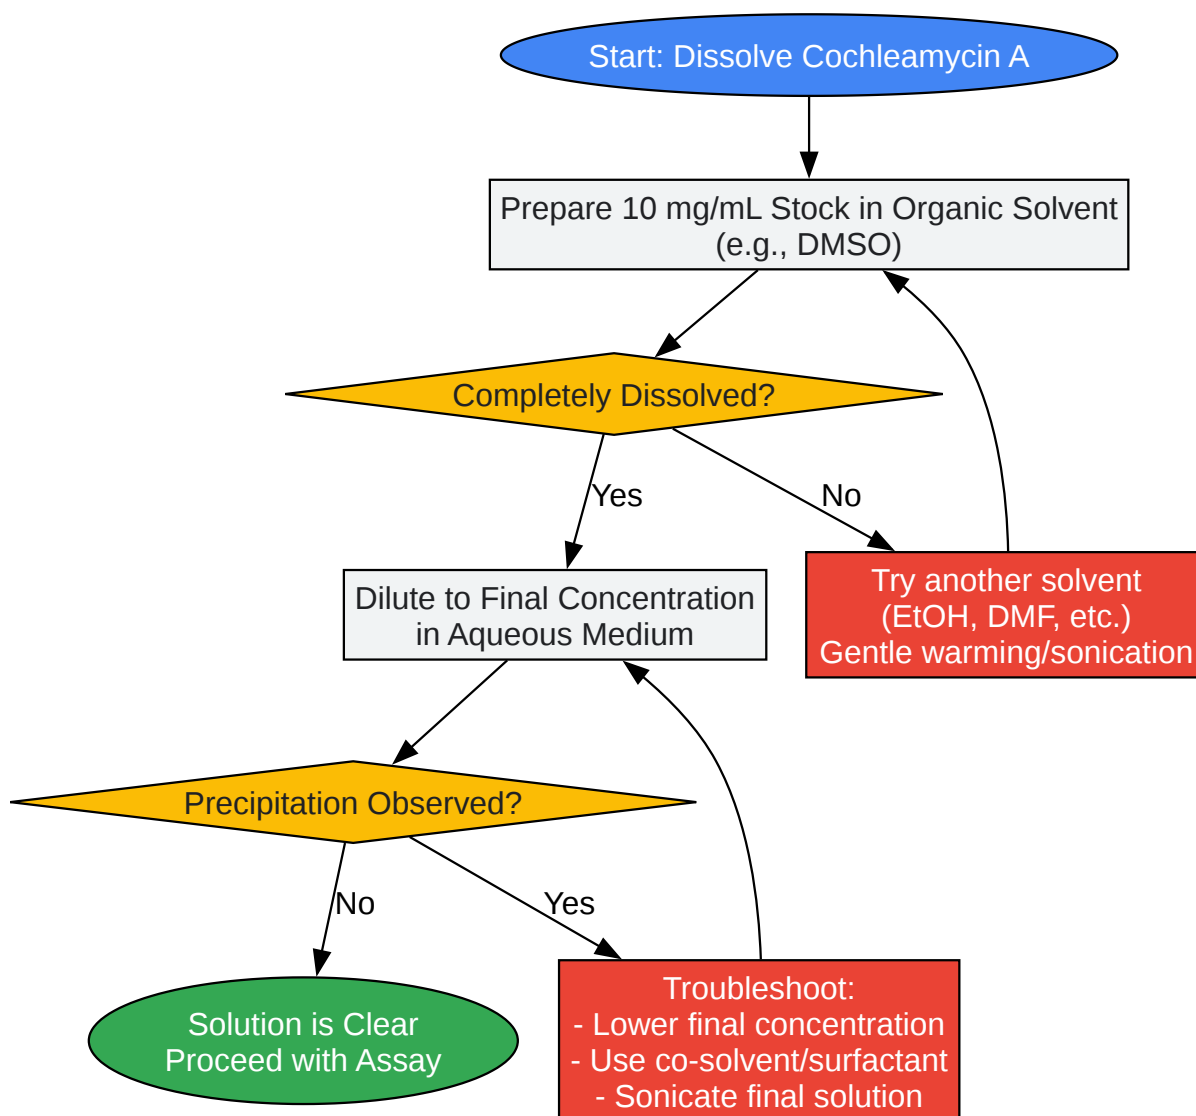 Start: Dissolve Cochleamycin A
Prepare 10 mg/mL Stock in Organic Solvent
(e.g., DMSO)
Completely Dissolved?
Yes
No
Try another solvent
(EtOH, DMF, etc.)
Gentle warming/sonication
Dilute to Final Concentration
in Aqueous Medium
Precipitation Observed?
No
Yes
Solution is Clear
Proceed with Assay
Troubleshoot:
- Lower final concentration
- Use co-solvent/surfactant
- Sonicate final solution